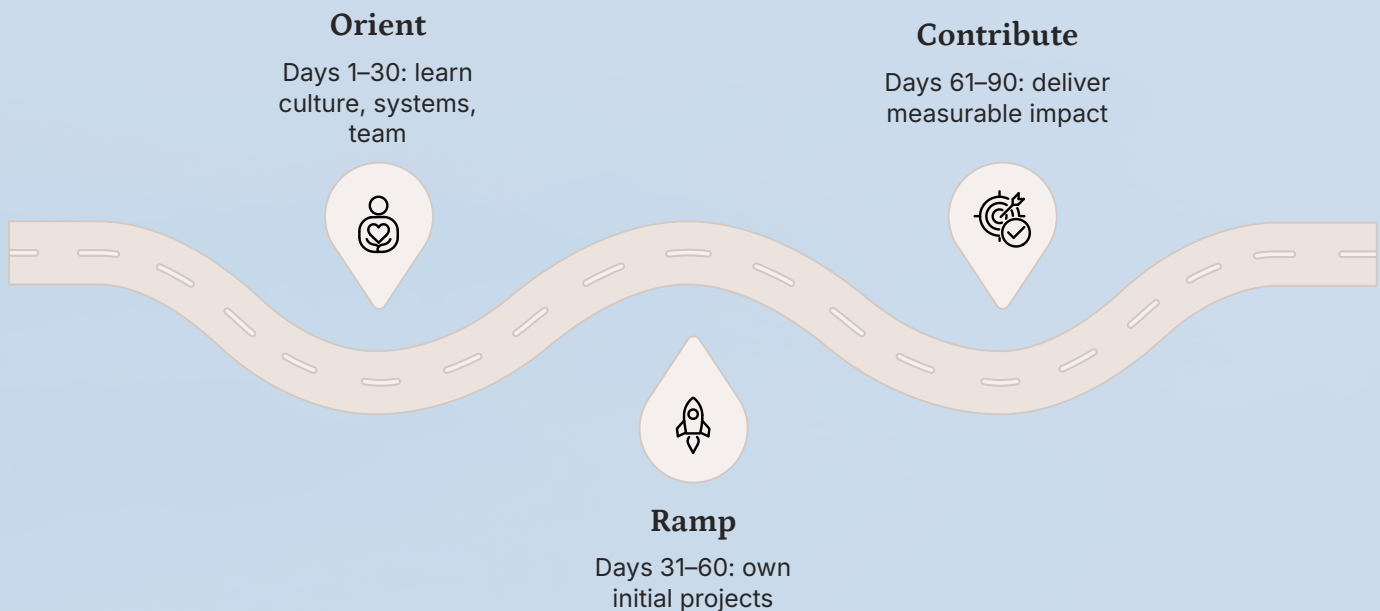 Orient
Days 1–30: learn
culture, systems,
team
Ramp
Days 31–60: own
initial projects
Contribute
Days 61–90: deliver
measurable impact